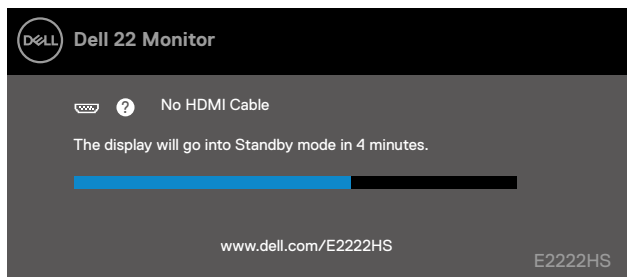 DELL Dell 22 Monitor
? No HDMI Cable
The display will go into Standby mode in 4 minutes.
www.dell.com/E2222HS
E2222HS